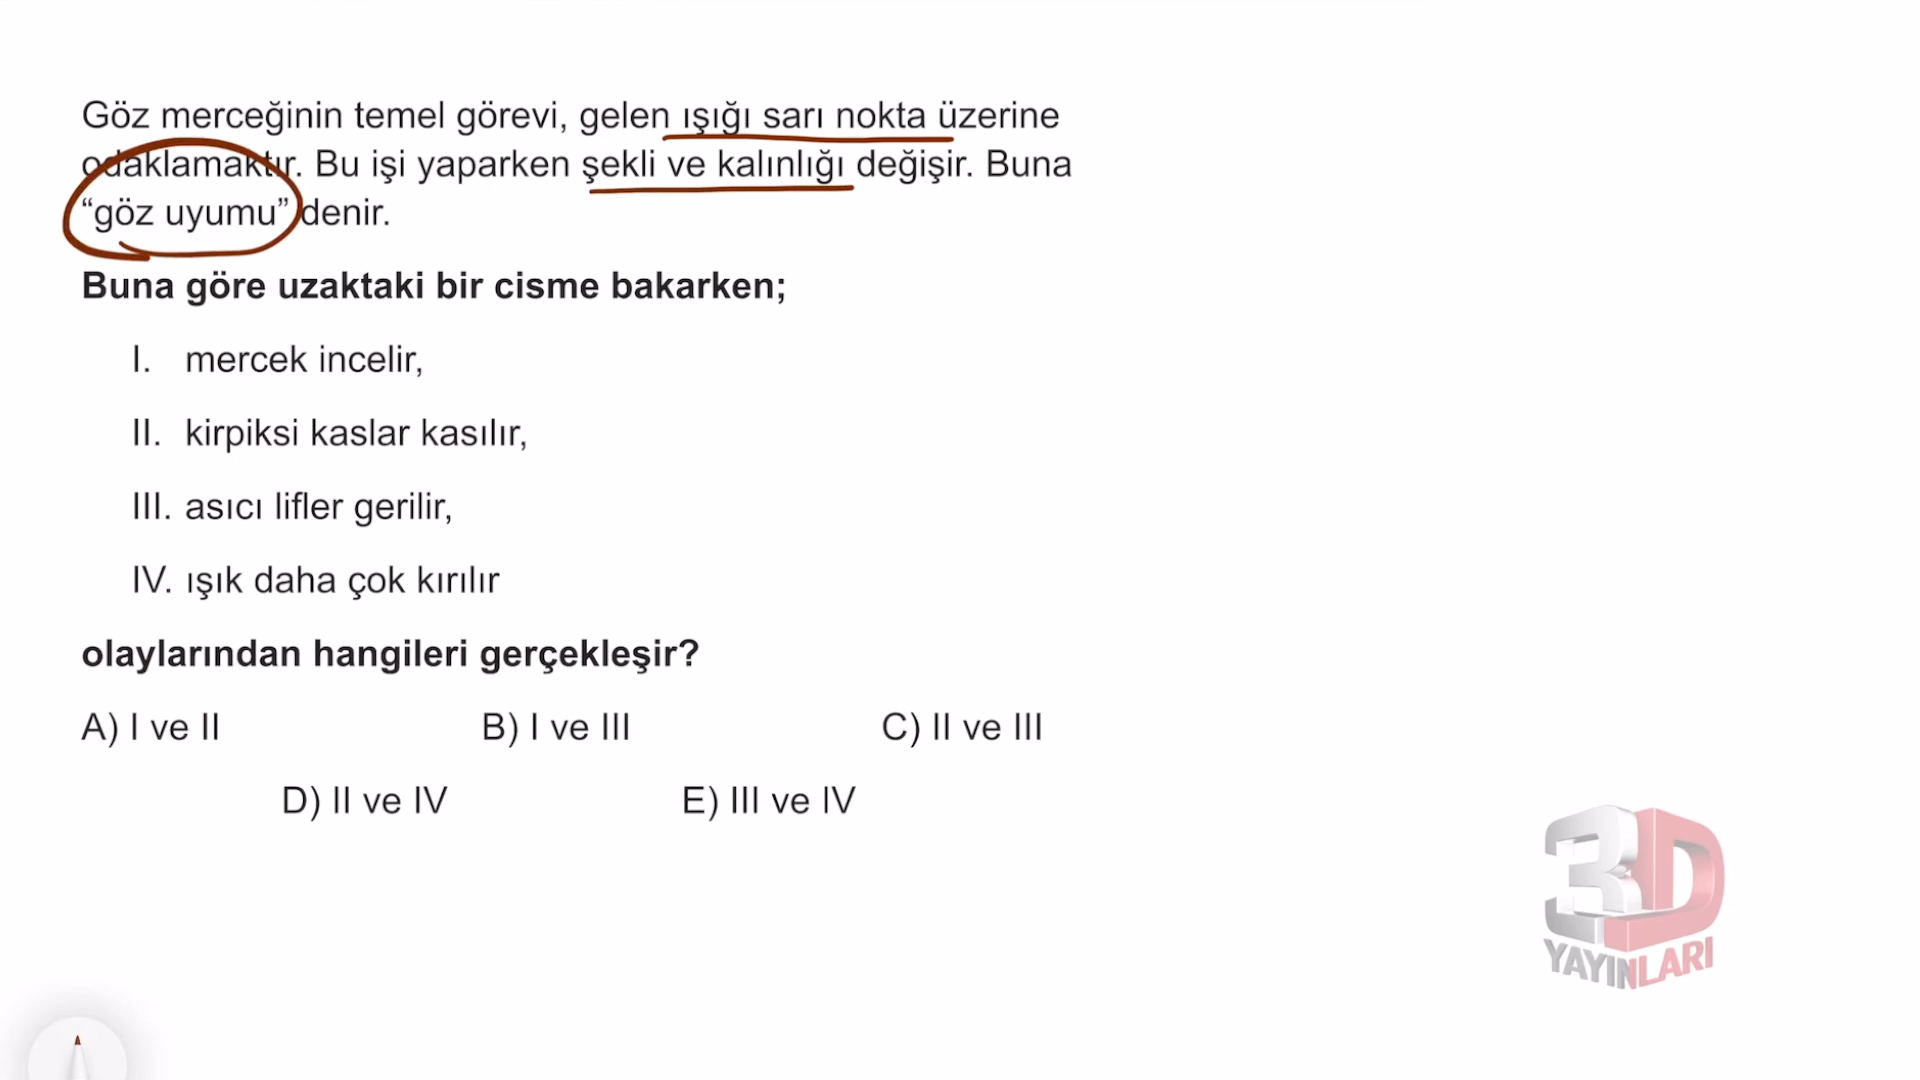 Göz merceğinin temel görevi, gelen ışığı sarı nokta üzerine
odaklamaktır. Bu işi yaparken şekli ve kalınlığı değişir. Buna
“göz uyumu” denir.
Buna göre uzaktaki bir cisme bakarken;
I. mercek incelir,
II. kirpiksi kaslar kasılır,
III. asıcı lifler gerilir,
IV. ışık daha çok kırılır
olaylarından hangileri gerçekleşir?
A) I ve II B) I ve III C) II ve III
D) II ve IV E) III ve IV
3D
YAYINLARI